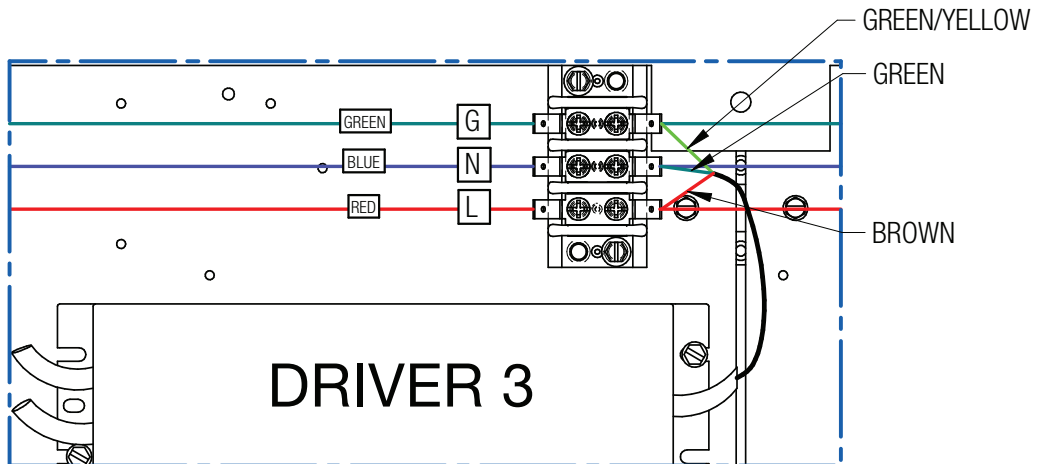 GREEN/YELLOW
GREEN
GREEN G
BLUE N
RED L
BROWN
DRIVER 3